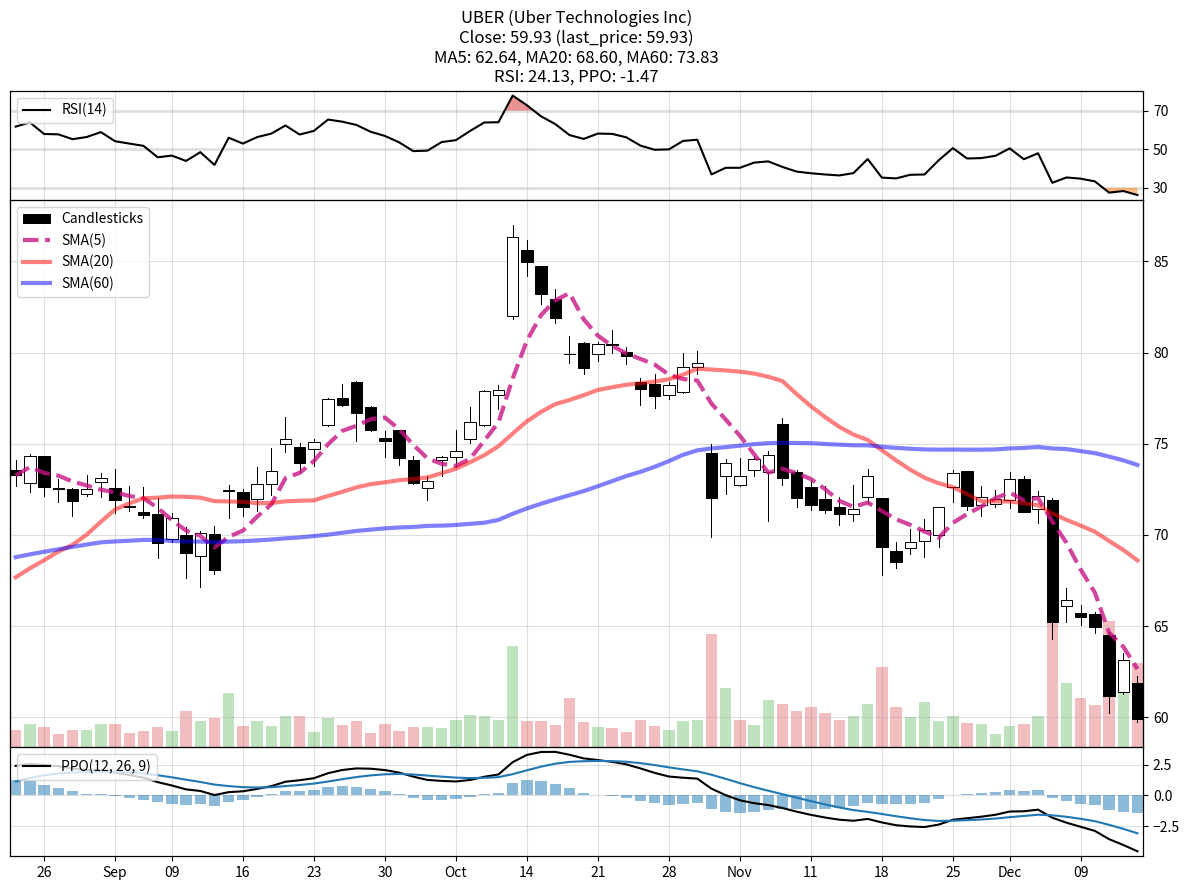 UBER (Uber Technologies Inc)
Close: 59.93 (last_price: 59.93)
MA5: 62.64, MA20: 68.60, MA60: 73.83
RSI: 24.13, PPO: -1.47
RSI(14)
70
50
30
Candlesticks
SMA(5)
SMA(20)
SMA(60)
85
80
75
70
65
60
PPO(12, 26, 9)
2.5
0.0
−2.5
26 Sep 09 16 23 30 Oct 14 21 28 Nov 11 18 25 Dec 09